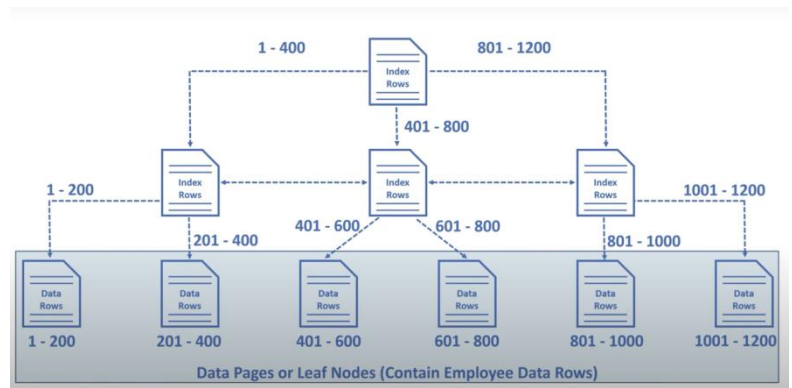 1 - 400
801 - 1200
Index
Rows
401 - 800
Index
Rows
Index
Rows
Index
Rows
1 - 200
1001 - 1200
401 - 600
601 - 800
201 - 400
801 - 1000
Data
Rows
Data
Rows
Data
Rows
Data
Rows
Data
Rows
Data
Rows
1 - 200
201 - 400
401 - 600
601 - 800
801 - 1000
1001 - 1200
Data Pages or Leaf Nodes (Contain Employee Data Rows)